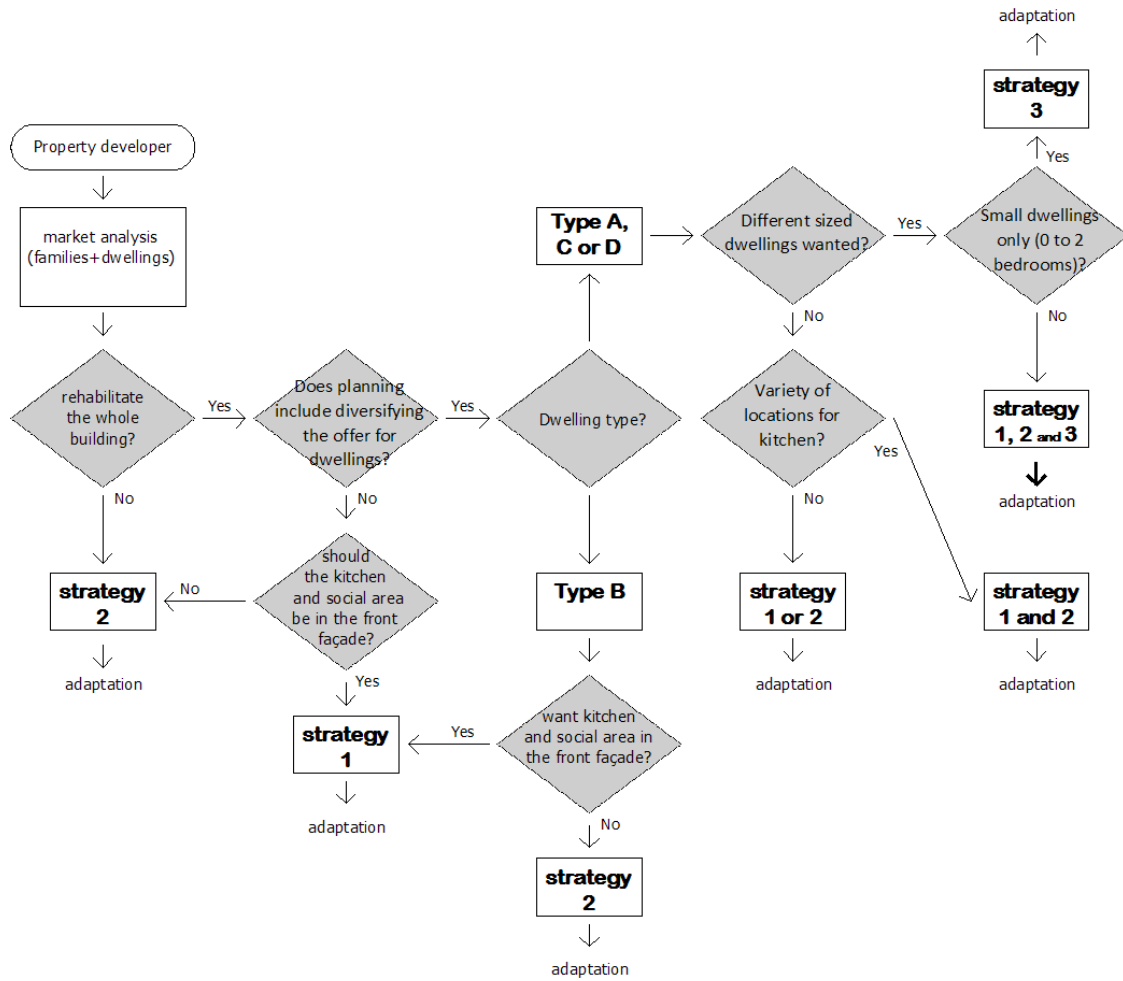 Property developer
market analysis
(families+dwellings)
rehabilitate
the whole
building?
Yes
No
strategy
2
adaptation
Does planning
include diversifying
the offer for
dwellings?
Yes
No
should
the kitchen
and social area
be in the front
façade?
No
Yes
strategy
1
adaptation
Dwelling type?
Type A,
C or D
Type B
want kitchen
and social area in
the front façade?
Yes
No
strategy
2
adaptation
Different sized
dwellings wanted?
Yes
No
Variety of
locations for
kitchen?
Yes
No
strategy
1 or 2
adaptation
strategy
1 and 2
adaptation
Small dwellings
only (0 to 2
bedrooms)?
Yes
strategy
3
adaptation
No
strategy
1, 2 and 3
adaptation